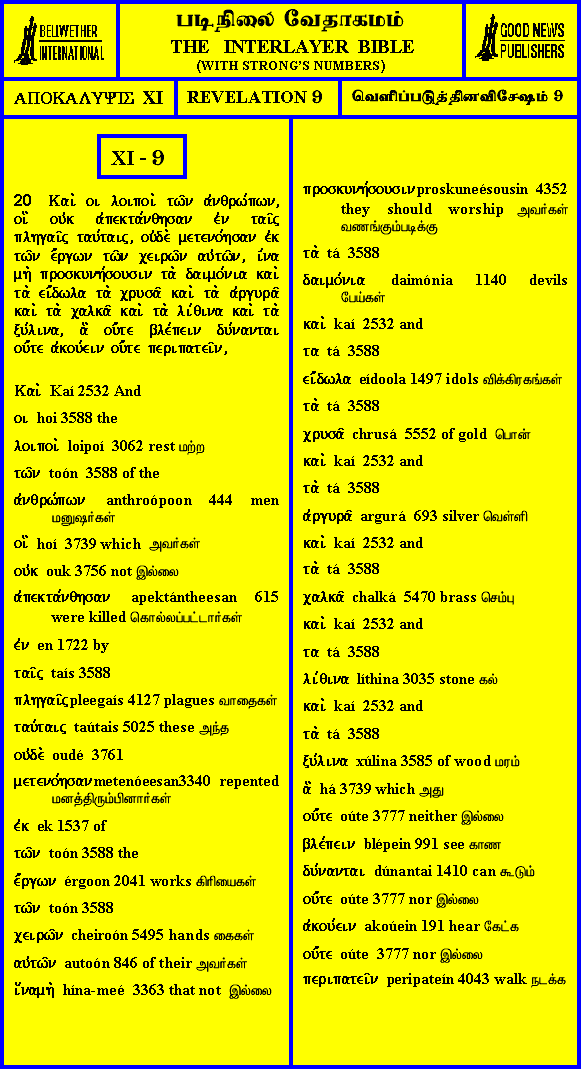 BELLWETHER
INTERNATIONAL
படிநிலை வேதாகமம்
THE INTERLAYER BIBLE
(WITH STRONG'S NUMBERS)
GOOD NEWS
PUBLISHERS
ΑΠΟΚΑΛΥΨΙΣ XI
REVELATION 9
வெளிப்படுத்தினவிசேஷம் 9
XI - 9
20 Καὶ οι λοιποὶ τῶν ἀνθρώπων,
οἳ οὐκ ἀπεκτάνθησαν ἐν ταῖς
πληγαῖς ταύταις, οὐδὲ μετενόησαν ἐκ
τῶν ἔργων τῶν χειρῶν αὐτῶν, ἵνα
μὴ προσκυνήσουσιν τὰ δαιμόνια καὶ
τὰ εἴδωλα τὰ χρυσᾶ καὶ τὰ ἀργυρᾶ
καὶ τὰ χαλκᾶ καὶ τὰ λίθινα καὶ τὰ
ξύλινα, ἃ οὔτε βλέπειν δύνανται
οὔτε ἀκούειν οὔτε περιπατεῖν,
Καὶ Kaí 2532 And
οι hoi 3588 the
λοιποί loipoí 3062 rest மற்ற
τῶν toón 3588 of the
ἀνθρώπων anthroópoon 444 men
மனுஷர்கள்
οἳ hoí 3739 which அவர்கள்
οὐκ ouk 3756 not இல்லை
ἀπεκτάνθησαν apektántheesan 615
were killed கொல்லப்பட்டார்கள்
ἐν en 1722 by
ταῖς taís 3588
πληγαῖς pleegaís 4127 plagues வாதைகள்
ταύταις taútais 5025 these அந்த
οὐδὲ oudé 3761
μετενόησαν metenóeesan3340 repented
மனத்திரும்பினார்கள்
ἐκ ek 1537 of
τῶν toón 3588 the
ἔργων érgoon 2041 works கிரியைகள்
τῶν toón 3588
χειρῶν cheiroón 5495 hands கைகள்
αὐτῶν autoón 846 of their அவர்கள்
ἵναμὴ hína-meé 3363 that not இல்லை
προσκυνήσουσιν proskuneésousin 4352
they should worship அவர்கள்
வணங்கும்படிக்கு
τὰ tá 3588
δαιμόνια daimónia 1140 devils
பேய்கள்
καὶ kaí 2532 and
τα tá 3588
εἴδωλα eídoola 1497 idols விக்கிரகங்கள்
τὰ tá 3588
χρυσᾶ chrusá 5552 of gold பொன்
καὶ kaí 2532 and
τὰ tá 3588
ἀργυρᾶ argurá 693 silver வெள்ளி
καὶ kaí 2532 and
τὰ tá 3588
χαλκᾶ chalká 5470 brass செம்பு
καὶ kaí 2532 and
τα tá 3588
λίθινα líthina 3035 stone கல்
καὶ kaí 2532 and
τὰ tá 3588
ξύλινα xúlina 3585 of wood மரம்
ἃ há 3739 which அது
οὔτε oúte 3777 neither இல்லை
βλέπειν blépein 991 see காண
δύνανται dúnantai 1410 can கூடும்
οὔτε oúte 3777 nor இல்லை
ἀκούειν akoúein 191 hear கேட்க
οὔτε oúte 3777 nor இல்லை
περιπατεῖν peripateín 4043 walk நடக்க